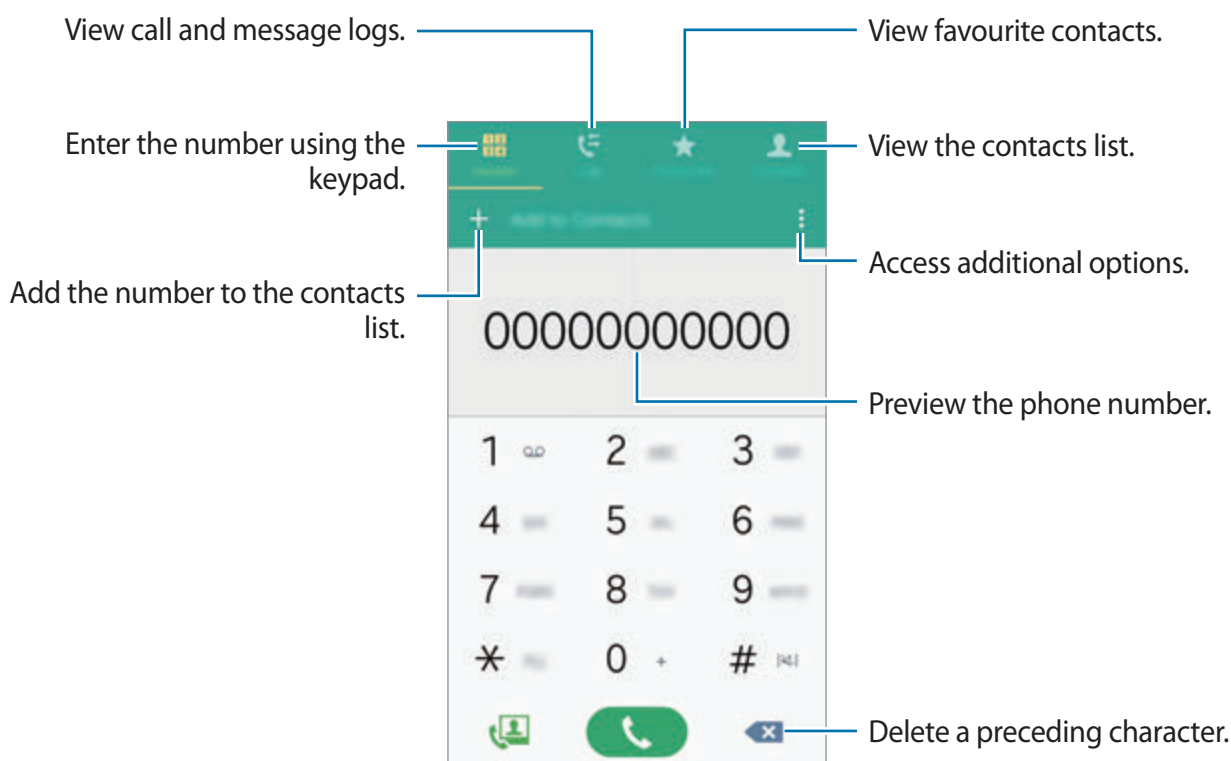 View call and message logs.
View favourite contacts.
Enter the number using the
keypad.
View the contacts list.
Add to Contacts
Access additional options.
Add the number to the contacts
list.
00000000000
Preview the phone number.
1 2 3
4 5 6
7 8 9
* 0 + #
Delete a preceding character.